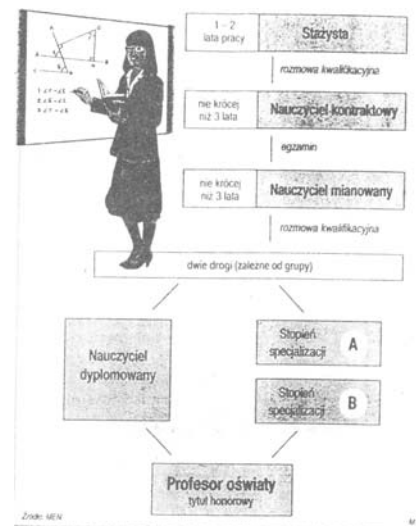 1 - 2
lata pracy
Stażysta
rozmowa kwalifikacyjna
nie krócej
niż 3 lata
Nauczyciel kontraktowy
egzamin
nie krócej
niż 3 lata
Nauczyciel mianowany
rozmowa kwalifikacyjna
dwie drogi (zależne od grupy)
Nauczyciel
dyplomowany
Stopień
specjalizacji
A
Stopień
specjalizacji
B
Profesor oświaty
tytuł honorowy
Źródło: MEN